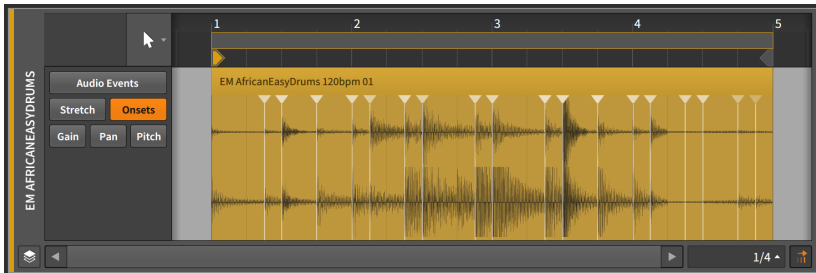 1 2 3 4 5
EM AFRICANEASYDRUMS
Audio Events
Stretch Onsets
Gain Pan Pitch
EM AfricanEasyDrums 120bpm 01
1/4